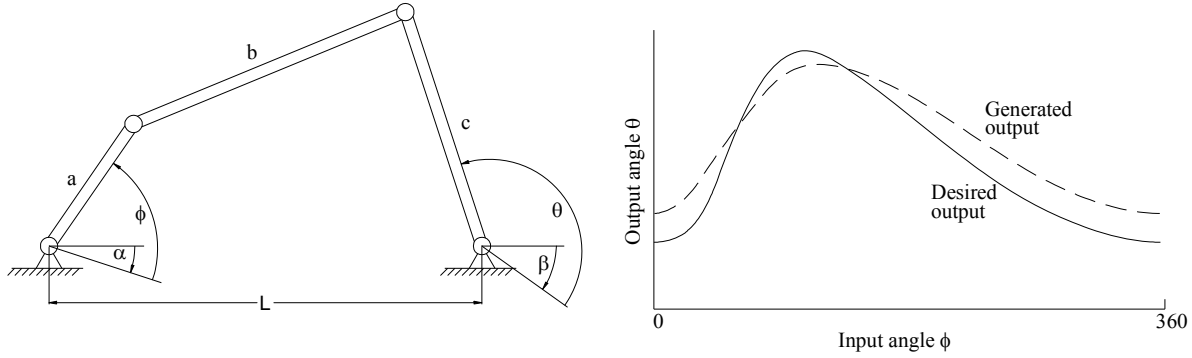 b
c
a
ϕ
θ
α
β
L
Output angle θ
Generated
output
Desired
output
0
360
Input angle ϕ